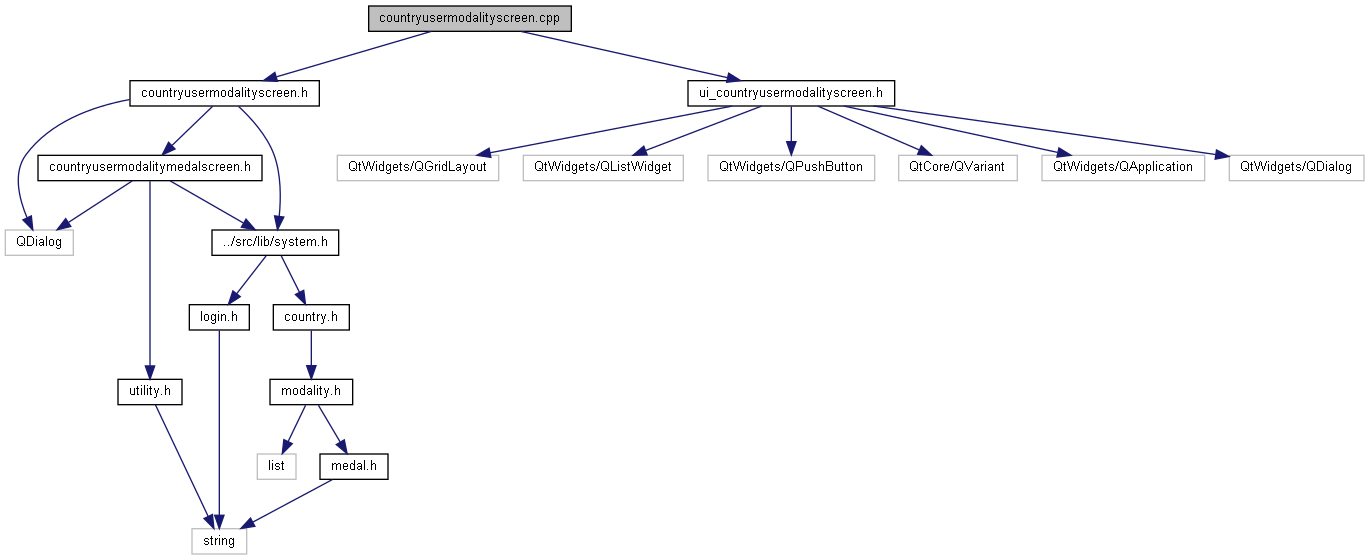 countryusermodalityscreen.cpp
countryusermodalityscreen.h
ui_countryusermodalityscreen.h
countryusermodalitymedalscreen.h
QtWidgets/QGridLayout
QtWidgets/QListWidget
QtWidgets/QPushButton
QtCore/QVariant
QtWidgets/QApplication
QtWidgets/QDialog
QDialog
../src/lib/system.h
login.h
country.h
utility.h
modality.h
list
medal.h
string